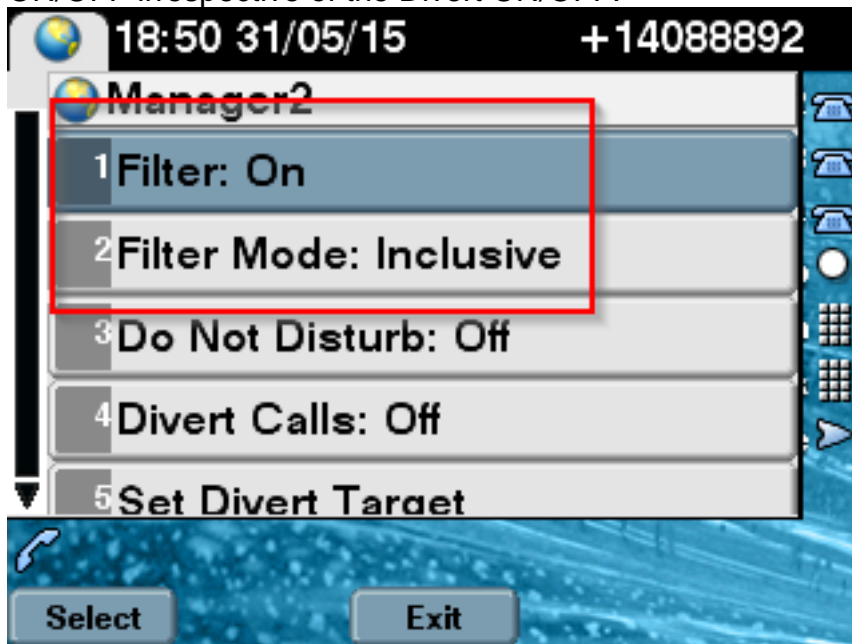 18:50 31/05/15 +14088892
Manager2
1 Filter: On
2 Filter Mode: Inclusive
3 Do Not Disturb: Off
4 Divert Calls: Off
5 Set Divert Target
Select Exit